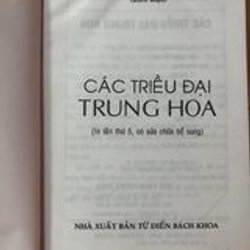 CÁC TRIỀU ĐẠI
TRUNG HOA
(In lần thứ 5, có sửa chữa bổ sung)
NHÀ XUẤT BẢN TỪ ĐIỂN BÁCH KHOA